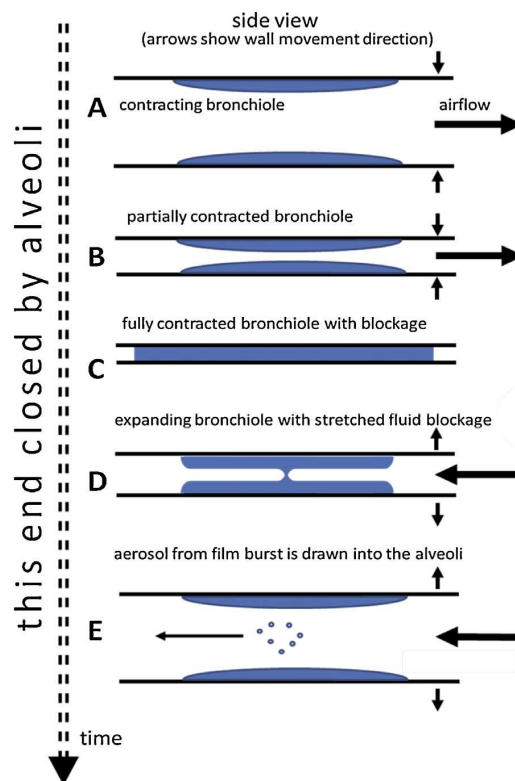 side view
(arrows show wall movement direction)
this end closed by alveoli
A
contracting bronchiole
airflow
partially contracted bronchiole
B
fully contracted bronchiole with blockage
C
expanding bronchiole with stretched fluid blockage
D
aerosol from film burst is drawn into the alveoli
E
time